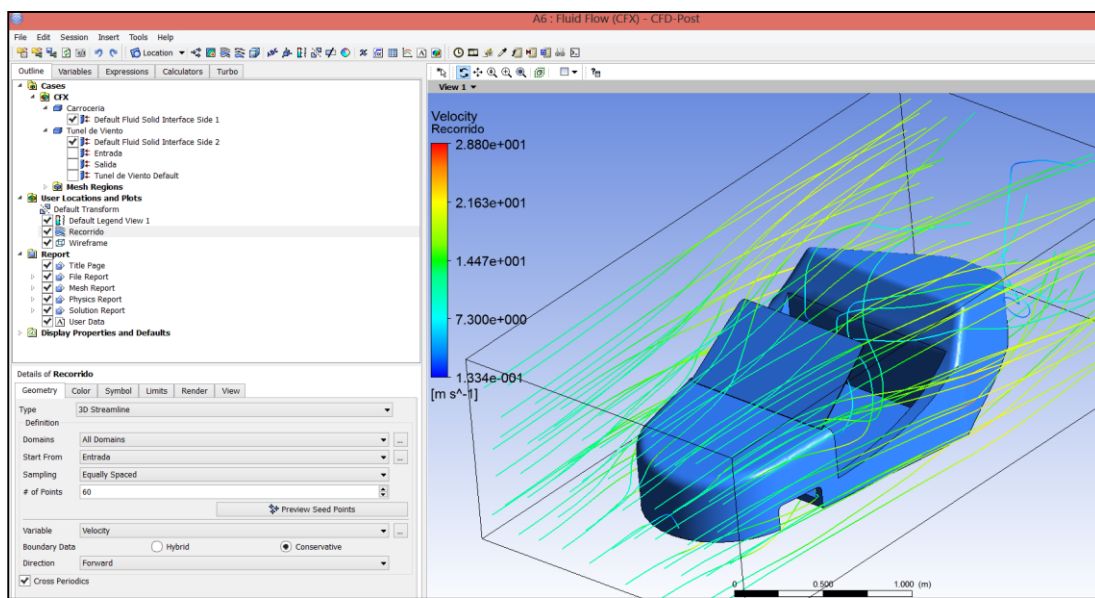 A6 : Fluid Flow (CFX) - CFD-Post
File Edit Session Insert Tools Help
Location
Outline Variables Expressions Calculators Turbo
Cases
CFX
Carroceria
Default Fluid Solid Interface Side 1
Tunel de Viento
Default Fluid Solid Interface Side 2
Entrada
Salida
Tunel de Viento Default
Mesh Regions
User Locations and Plots
Default Transform
Default Legend View 1
Recorrido
Wireframe
Report
Title Page
File Report
Mesh Report
Physics Report
Solution Report
A User Data
Display Properties and Defaults
Details of Recorrido
Geometry Color Symbol Limits Render View
Type 3D Streamline
Definition
Domains All Domains ...
Start From Entrada ...
Sampling Equally Spaced
# of Points 60
Preview Seed Points
Variable Velocity ...
Boundary Data Hybrid Conservative
Direction Forward
Cross Periodics
View 1
Velocity
Recorrido
2.880e+001
2.163e+001
1.447e+001
7.300e+000
1.334e-001
[m s^-1]
0 0.500 1.000 (m)